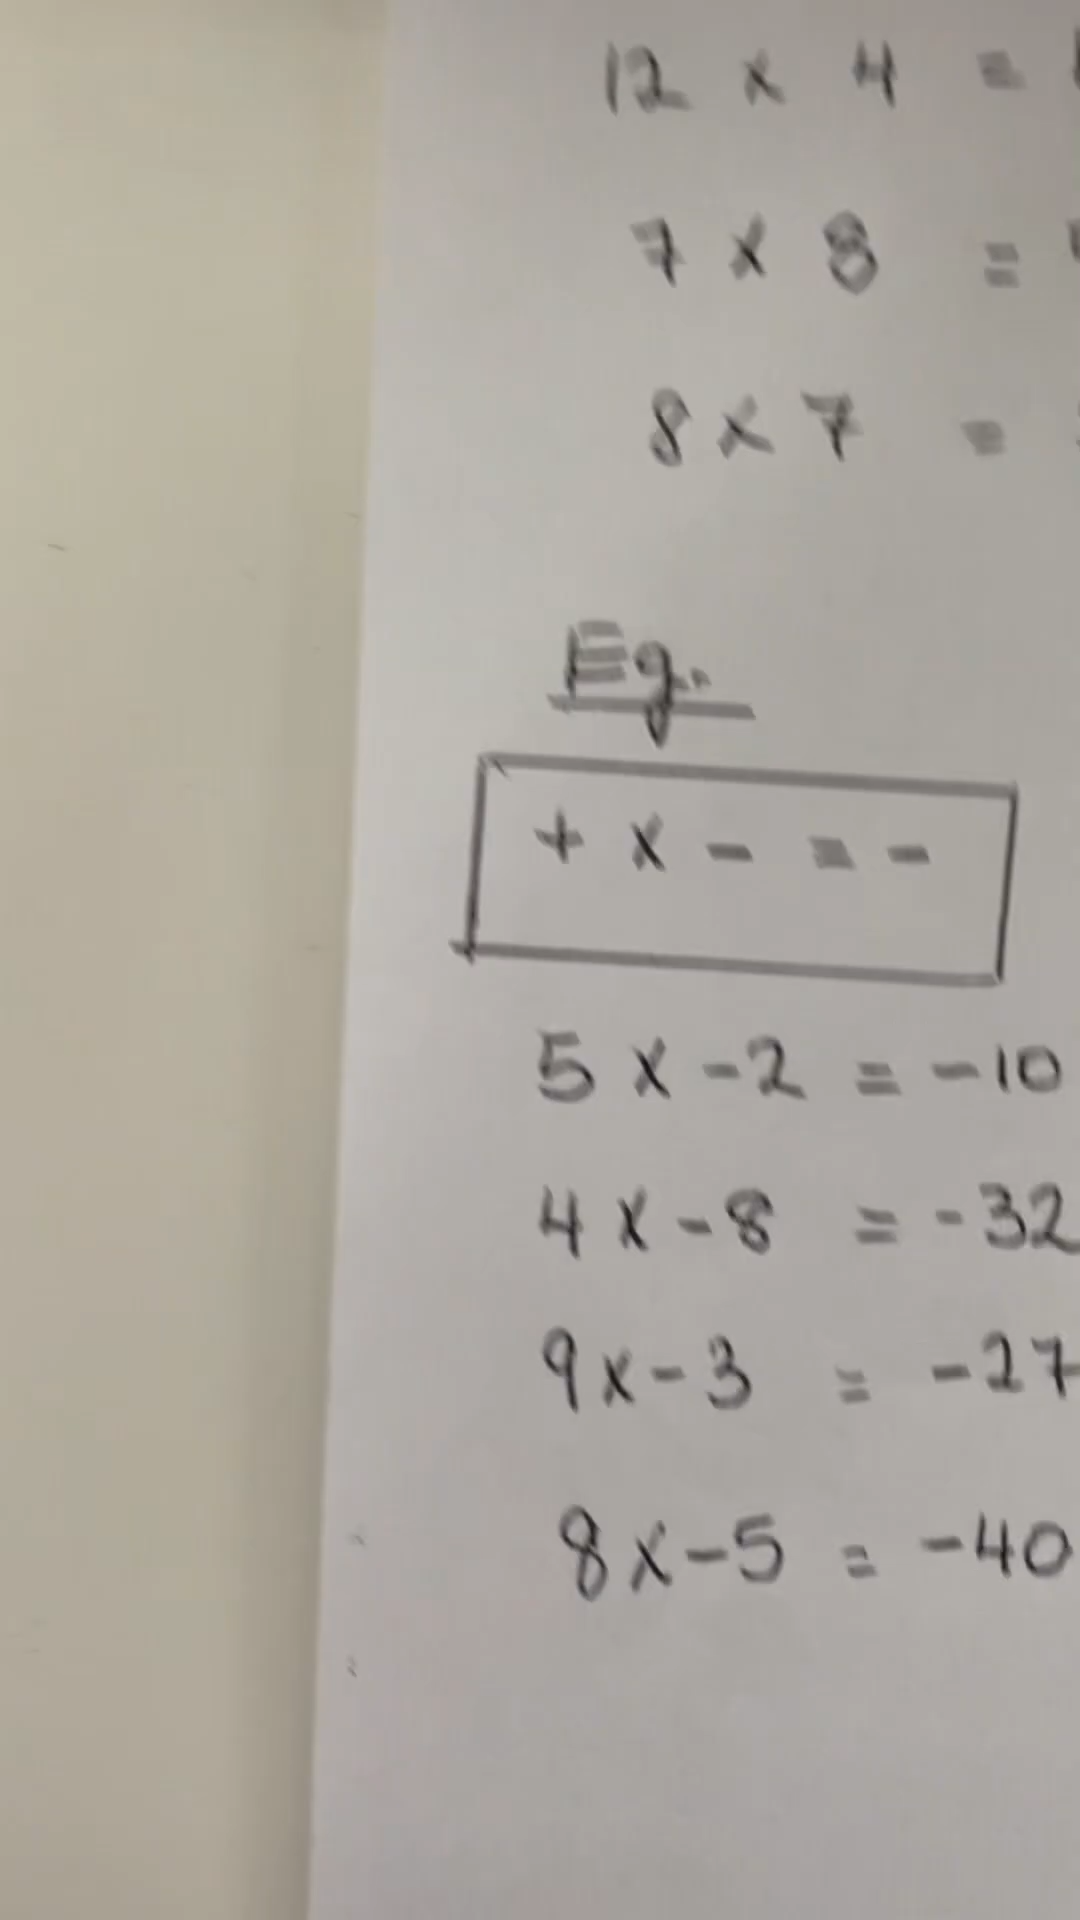 12 x 4 =
7 x 8 =
8 x 7 =
Eg.
+ x - = -
5 x -2 = -10
4 x -8 = -32
9 x -3 = -27
8 x -5 = -40